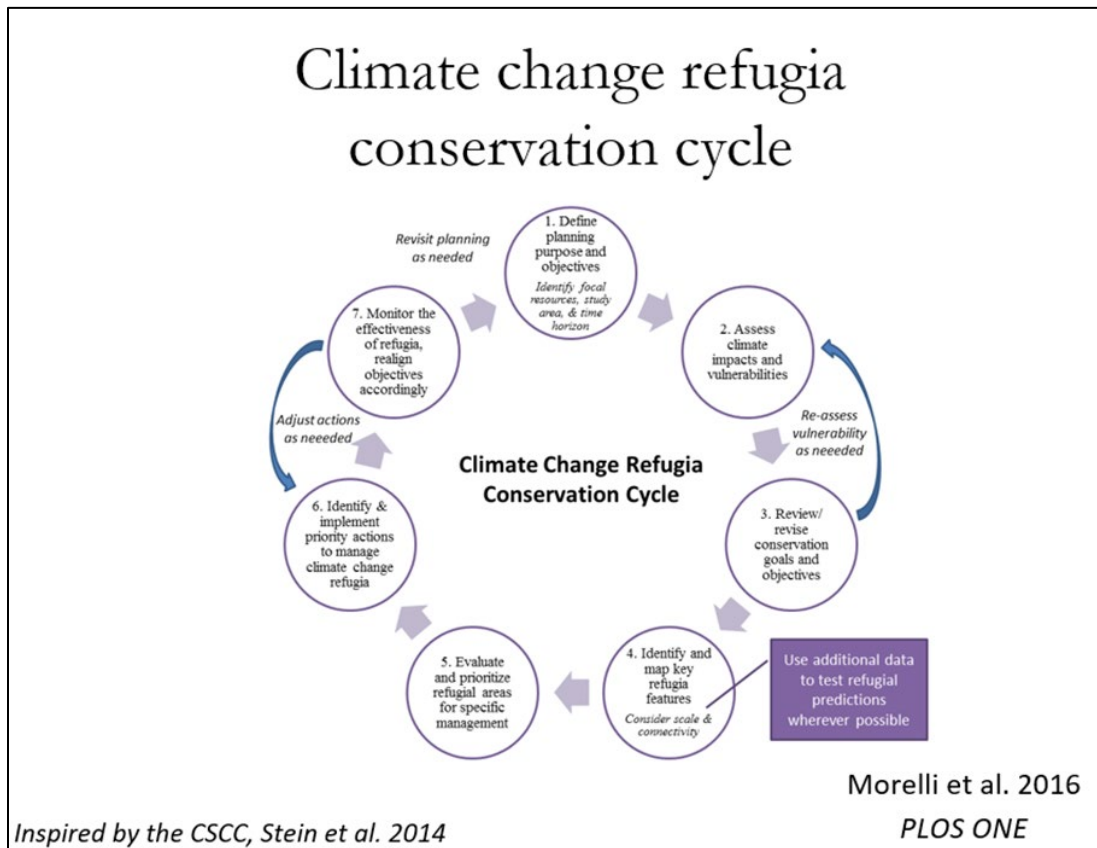 Climate change refugia
conservation cycle
Revisit planning
as needed
1. Define
planning
purpose and
objectives
Identify focal
resources, study
area, & time
horizon
2. Assess
climate
impacts and
vulnerabilities
Re-assess
vulnerability
as neeeded
3. Review/
revise
conservation
goals and
objectives
4. Identify and
map key
refugia
features
Consider scale &
connectivity
Use additional data
to test refugial
predictions
wherever possible
5. Evaluate
and prioritize
refugial areas
for specific
management
6. Identify &
implement
priority actions
to manage
climate change
refugia
Adjust actions
as neeeded
7. Monitor the
effectiveness
of refugia,
realign
objectives
accordingly
Climate Change Refugia
Conservation Cycle
Morelli et al. 2016
PLOS ONE
Inspired by the CSCC, Stein et al. 2014